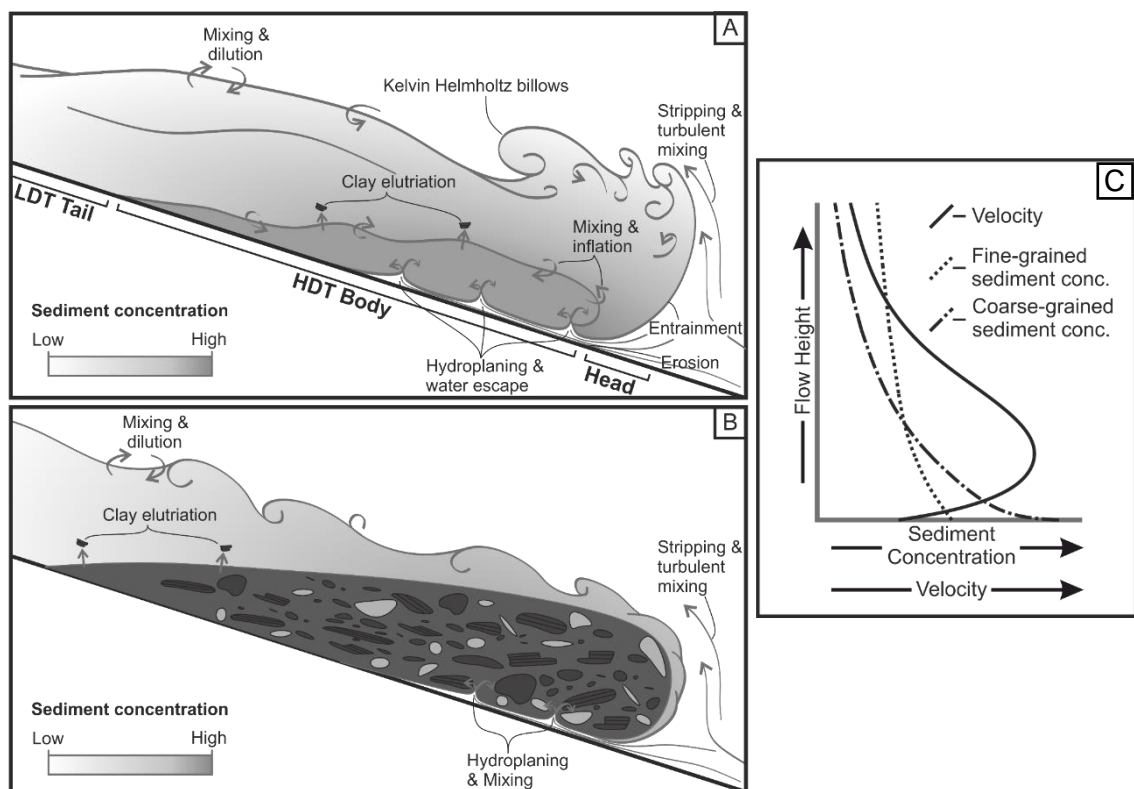 A
Mixing &
dilution
Kelvin Helmholtz billows
Stripping &
turbulent
mixing
Clay elutriation
Mixing &
inflation
LDT Tail
HDT Body
Head
Entrainment
Erosion
Hydroplaning &
water escape
Sediment concentration
Low High
B
Mixing &
dilution
Clay elutriation
Stripping &
turbulent
mixing
Hydroplaning
& Mixing
Sediment concentration
Low High
C
Velocity
Fine-grained
sediment conc.
Coarse-grained
sediment conc.
Flow Height
Sediment
Concentration
Velocity